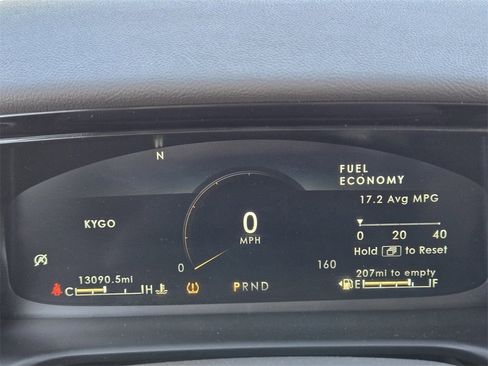 N
FUEL
ECONOMY
17.2 Avg MPG
KYGO
0
MPH
0 20 40
Hold to Reset
0
160
13090.5mi
207mi to empty
C H
PRND
E F